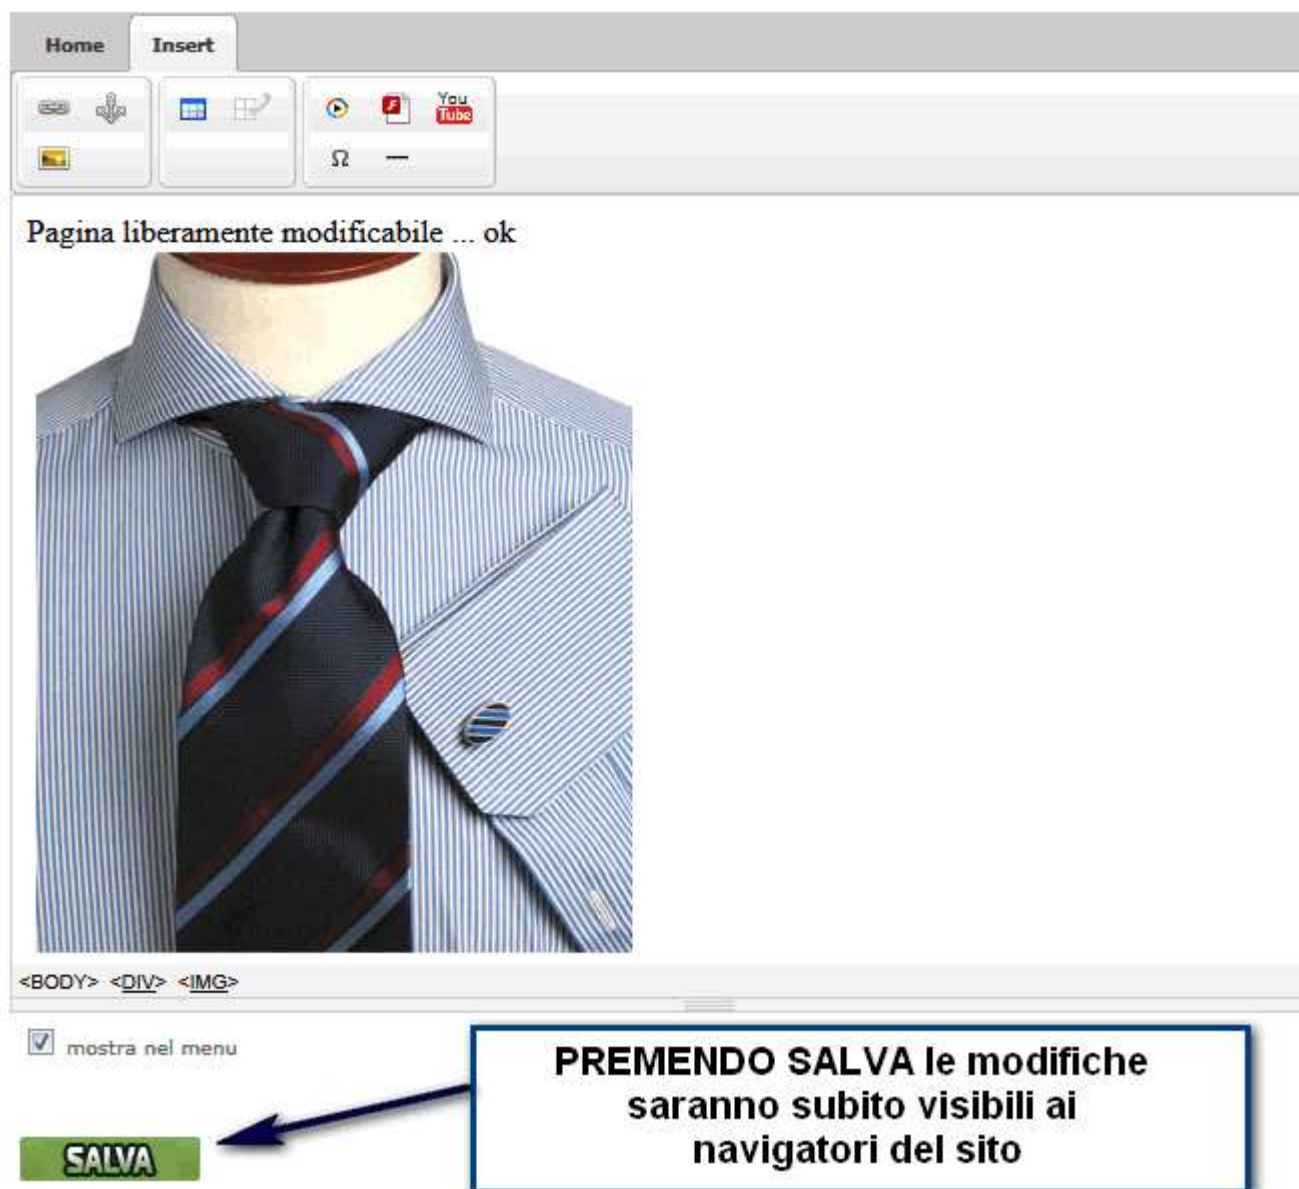 Home Insert
You
Tube
Ω
Pagina liberamente modificabile ... ok
<BODY> <DIV> <IMG>
mostra nel menu
PREMENDO SALVA le modifiche
saranno subito visibili ai
navigatori del sito
SALVA